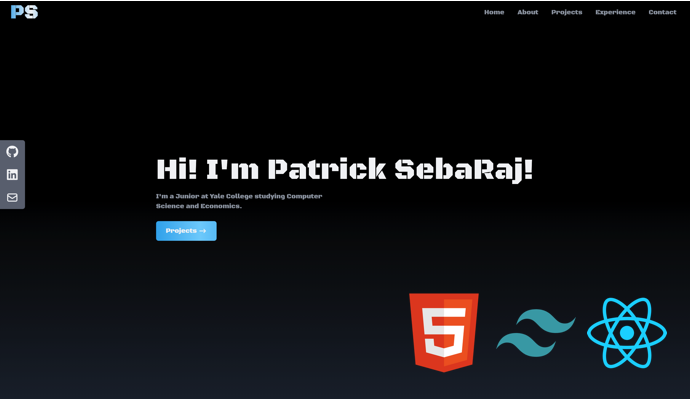 PS
Home About Projects Experience Contact
Hi! I'm Patrick SebaRaj!
I'm a Junior at Yale College studying Computer
Science and Economics.
Projects →
in
5